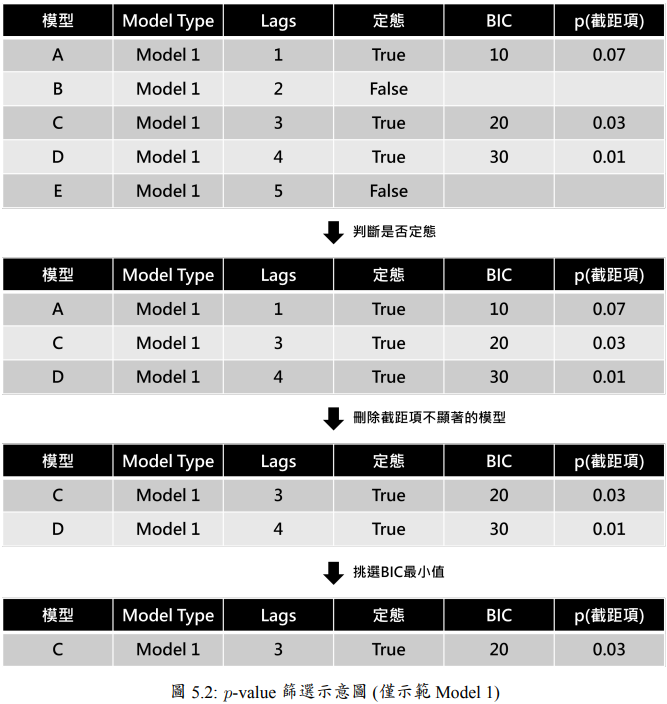 模型 Model Type Lags 定態 BIC p(截距項)
A Model 1 1 True 10 0.07
B Model 1 2 False
C Model 1 3 True 20 0.03
D Model 1 4 True 30 0.01
E Model 1 5 False
判斷是否定態
模型 Model Type Lags 定態 BIC p(截距項)
A Model 1 1 True 10 0.07
C Model 1 3 True 20 0.03
D Model 1 4 True 30 0.01
刪除截距項不顯著的模型
模型 Model Type Lags 定態 BIC p(截距項)
C Model 1 3 True 20 0.03
D Model 1 4 True 30 0.01
挑選BIC最小值
模型 Model Type Lags 定態 BIC p(截距項)
C Model 1 3 True 20 0.03
圖 5.2: p-value 篩選示意圖 (僅示範 Model 1)